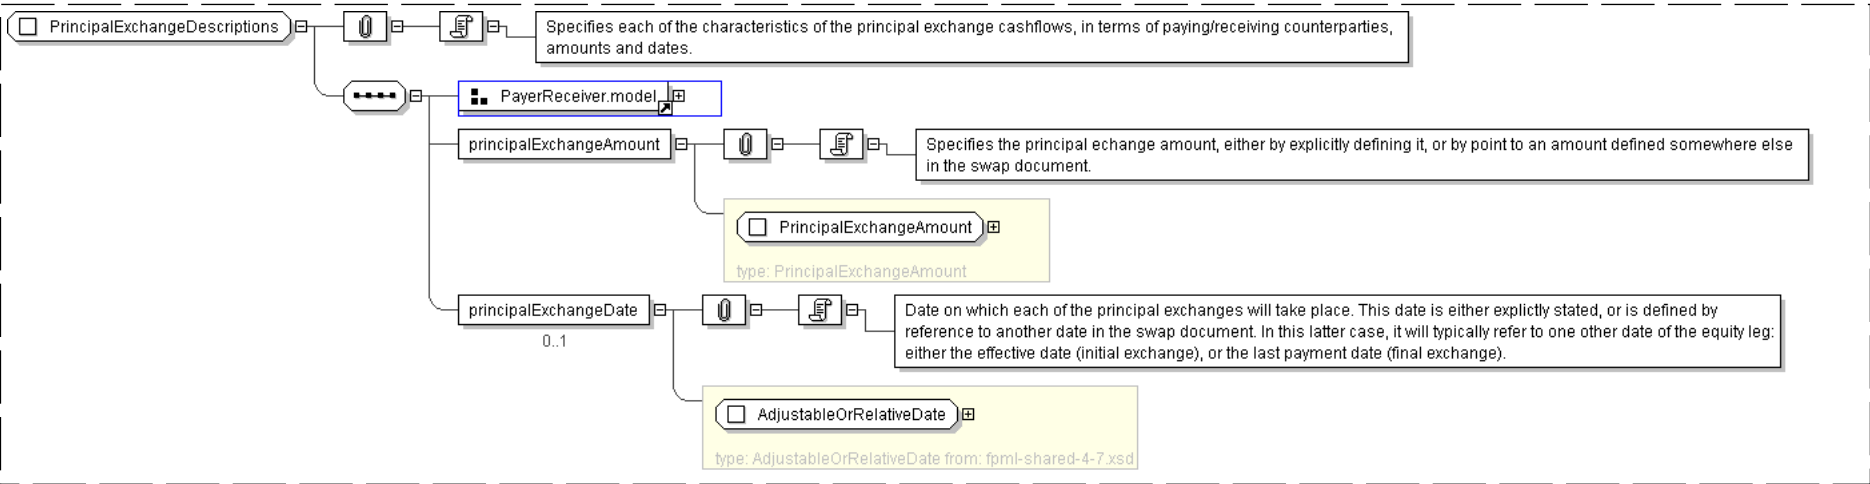 PrincipalExchangeDescriptions
Specifies each of the characteristics of the principal exchange cashflows, in terms of paying/receiving counterparties,
amounts and dates.
PayerReceiver.model
principalExchangeAmount
Specifies the principal echange amount, either by explicitly defining it, or by point to an amount defined somewhere else
in the swap document.
PrincipalExchangeAmount
type: PrincipalExchangeAmount
principalExchangeDate
0..1
Date on which each of the principal exchanges will take place. This date is either explictly stated, or is defined by
reference to another date in the swap document. In this latter case, it will typically refer to one other date of the equity leg:
either the effective date (initial exchange), or the last payment date (final exchange).
AdjustableOrRelativeDate
type: AdjustableOrRelativeDate from: fpml-shared-4-7.xsd